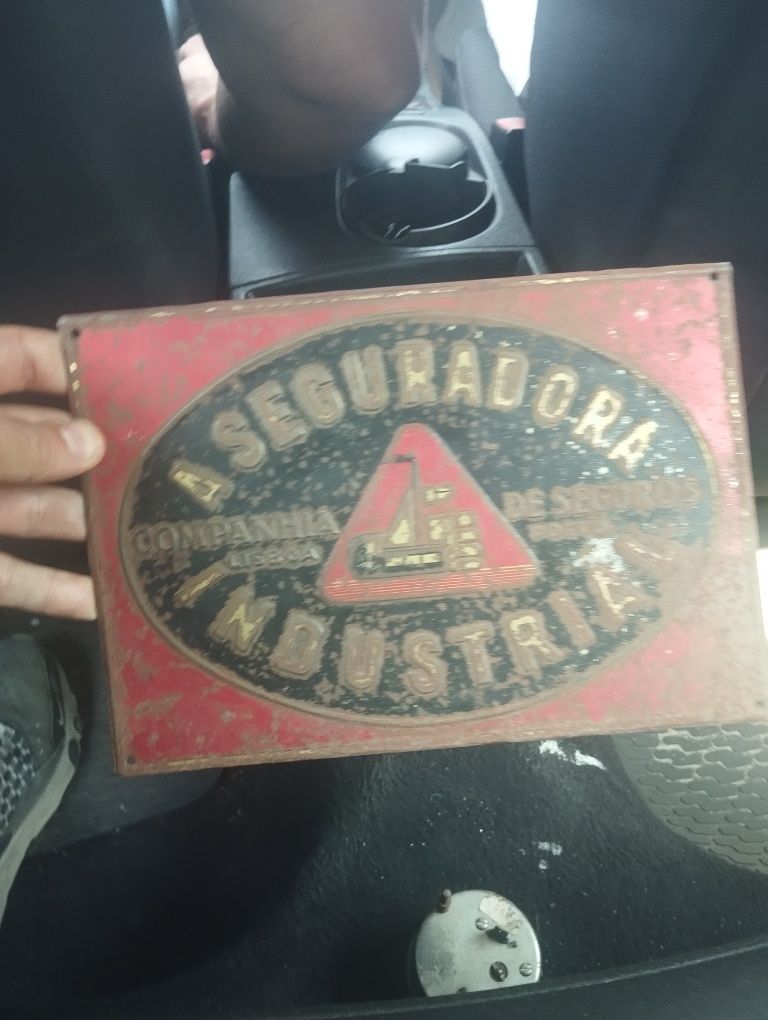 A SEGURADORA
COMPANHIA DE SEGUROS
LISBOA
INDUSTRIAL